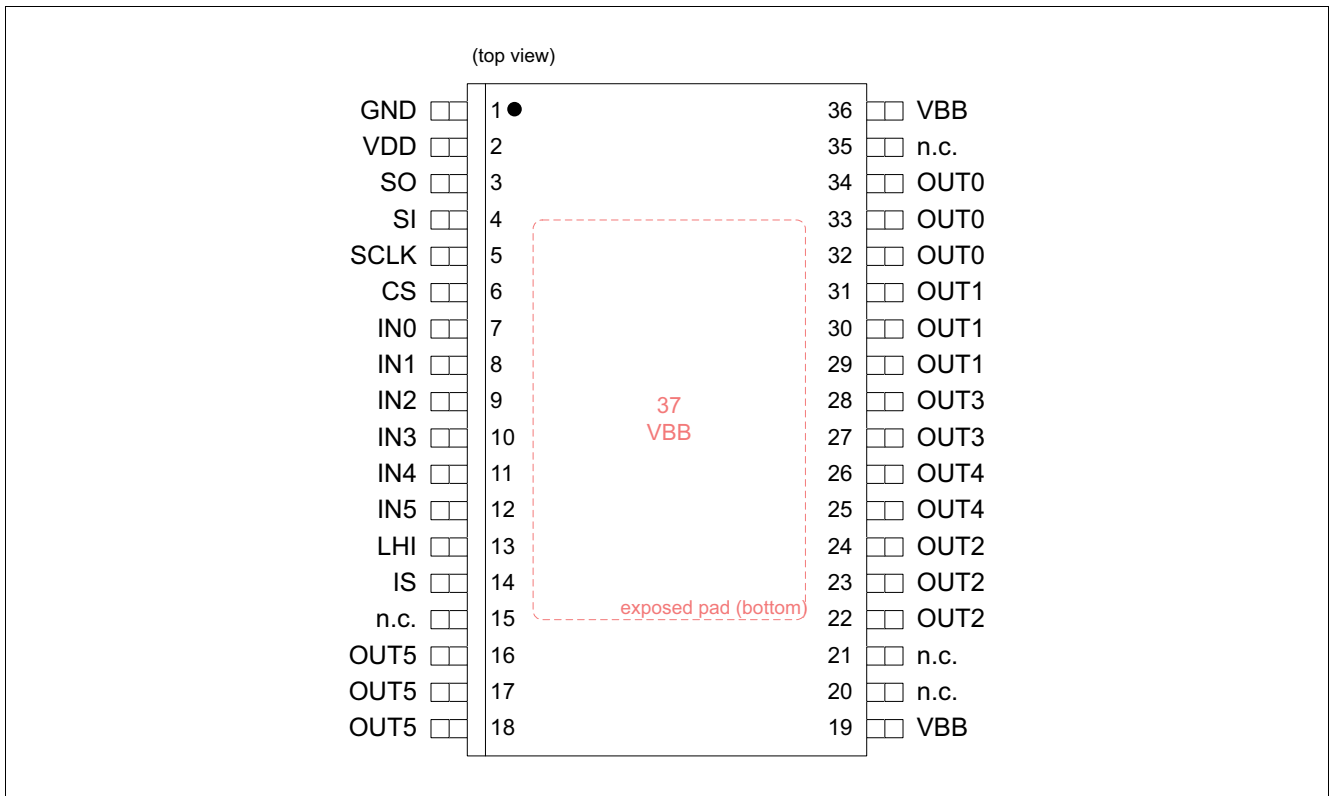 (top view)
GND 1 36 VBB
VDD 2 35 n.c.
SO 3 34 OUT0
SI 4 33 OUT0
SCLK 5 32 OUT0
CS 6 31 OUT1
IN0 7 30 OUT1
IN1 8 29 OUT1
IN2 9 28 OUT3
37
VBB
IN3 10 27 OUT3
IN4 11 26 OUT4
IN5 12 25 OUT4
LHI 13 24 OUT2
IS 14 23 OUT2
exposed pad (bottom)
n.c. 15 22 OUT2
OUT5 16 21 n.c.
OUT5 17 20 n.c.
OUT5 18 19 VBB